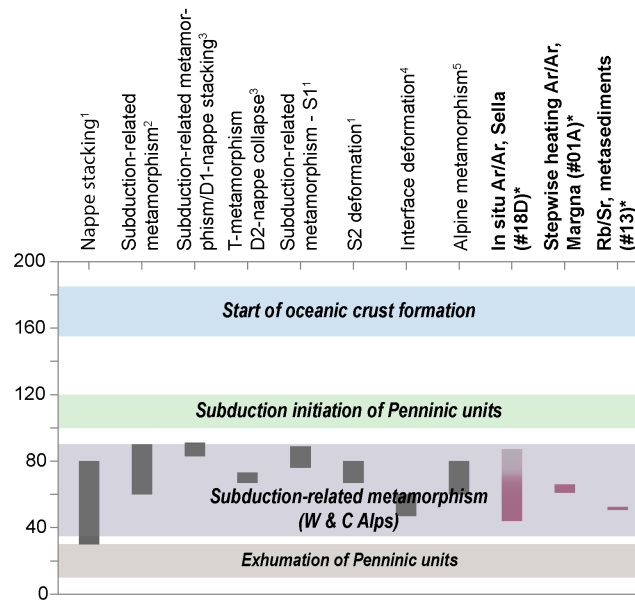 Nappe stacking¹
Subduction-related
metamorphism²
Subduction-related metamor-
phism/D1-nappe stacking³
T-metamorphism
D2-nappe collapse³
Subduction-related
metamorphism - S1¹
S2 deformation¹
Interface deformation⁴
Alpine metamorphism⁵
In situ Ar/Ar, Sella
(#18D)*
Stepwise heating Ar/Ar,
Margna (#01A)*
Rb/Sr, metasediments
(#13)*
200
160
120
80
40
0
Start of oceanic crust formation
Subduction initiation of Penninic units
Subduction-related metamorphism
(W & C Alps)
Exhumation of Penninic units